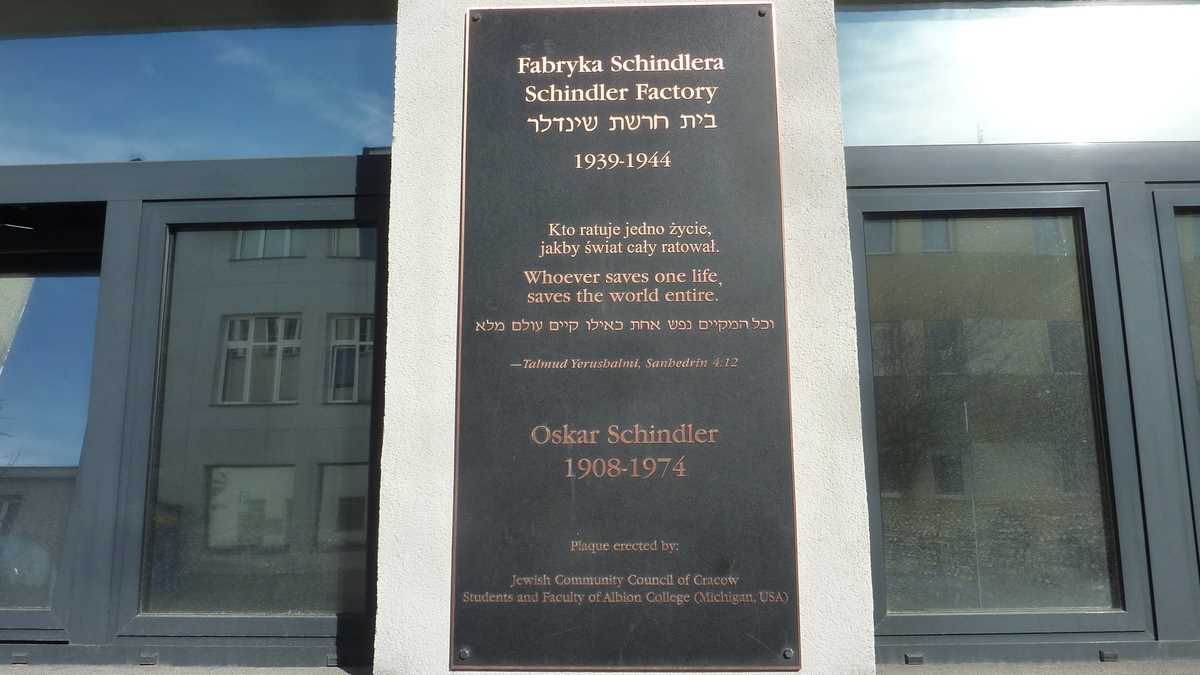 Fabryka Schindlera
Schindler Factory
בית חרשת שינדלר
1939-1944
Kto ratuje jedno życie,
jakby świat cały ratował.
Whoever saves one life,
saves the world entire.
וכל המקיים נפש אחת כאילו קיים עולם מלא
—Talmud Yerushalmi, Sanhedrin 4:12
Oskar Schindler
1908-1974
Plaque erected by:
Jewish Community Council of Cracow
Students and Faculty of Albion College (Michigan, USA)